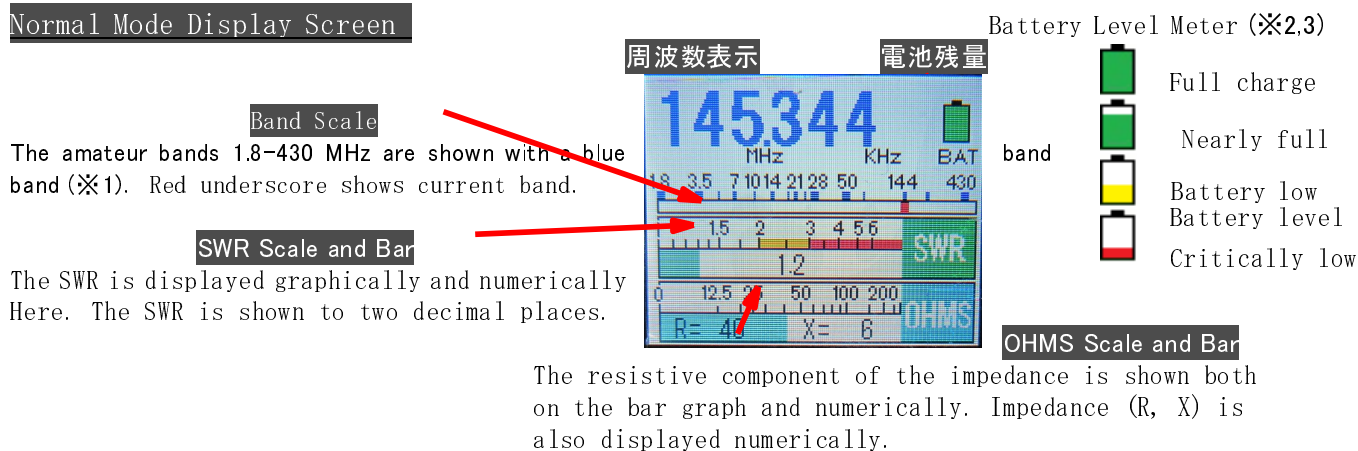 Normal Mode Display Screen
Battery Level Meter (※2,3)
周波数表示
電池残量
Full charge
Nearly full
Battery low
Battery level
Critically low
Band Scale
The amateur bands 1.8-430 MHz are shown with a blue band
band (※1). Red underscore shows current band.
SWR Scale and Bar
The SWR is displayed graphically and numerically
Here. The SWR is shown to two decimal places.
145.344
MHz KHz BAT
1.8 3.5 7 10 14 21 28 50 144 430
1 1.5 2 3 4 5 6
SWR
1.2
0 12.5 50 100 200
OHMS
R= X= 6
OHMS Scale and Bar
The resistive component of the impedance is shown both
on the bar graph and numerically. Impedance (R, X) is
also displayed numerically.